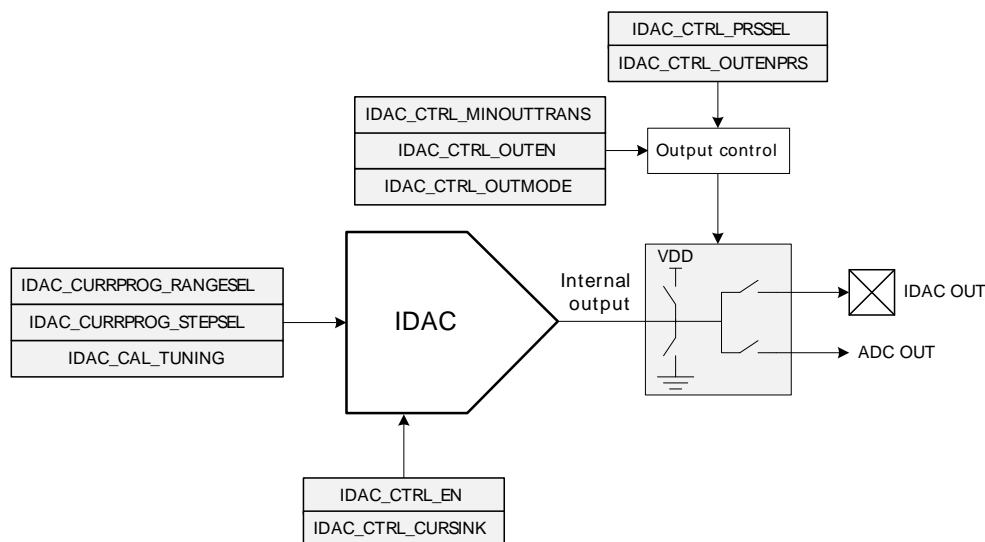 IDAC_CTRL_PRSSEL
IDAC_CTRL_OUTENPRS
IDAC_CTRL_MINOUTTRANS
IDAC_CTRL_OUTEN
IDAC_CTRL_OUTMODE
Output control
IDAC_CURRPROG_RANGESEL
IDAC_CURRPROG_STEPSEL
IDAC_CAL_TUNING
IDAC
Internal
output
VDD
IDAC OUT
ADC OUT
IDAC_CTRL_EN
IDAC_CTRL_CURSINK